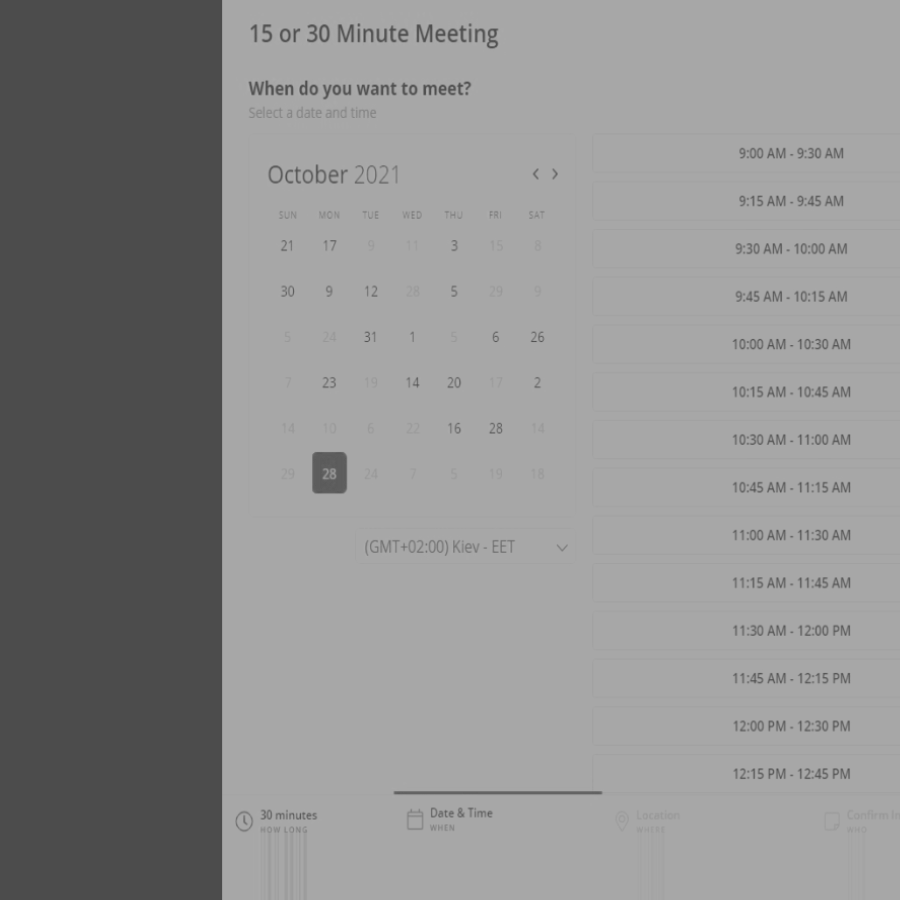 15 or 30 Minute Meeting
When do you want to meet?
Select a date and time
October 2021
SUN MON TUE WED THU FRI SAT
21 17 9 11 3 15 8
30 9 12 28 5 29 9
5 24 31 1 5 6 26
7 23 19 14 20 17 2
14 10 6 22 16 28 14
29 28 24 7 5 19 18
(GMT+02:00) Kiev - EET
9:00 AM - 9:30 AM
9:15 AM - 9:45 AM
9:30 AM - 10:00 AM
9:45 AM - 10:15 AM
10:00 AM - 10:30 AM
10:15 AM - 10:45 AM
10:30 AM - 11:00 AM
10:45 AM - 11:15 AM
11:00 AM - 11:30 AM
11:15 AM - 11:45 AM
11:30 AM - 12:00 PM
11:45 AM - 12:15 PM
12:00 PM - 12:30 PM
12:15 PM - 12:45 PM
30 minutes
HOW LONG
Date & Time
WHEN
Location
WHERE
Confirm
WHO